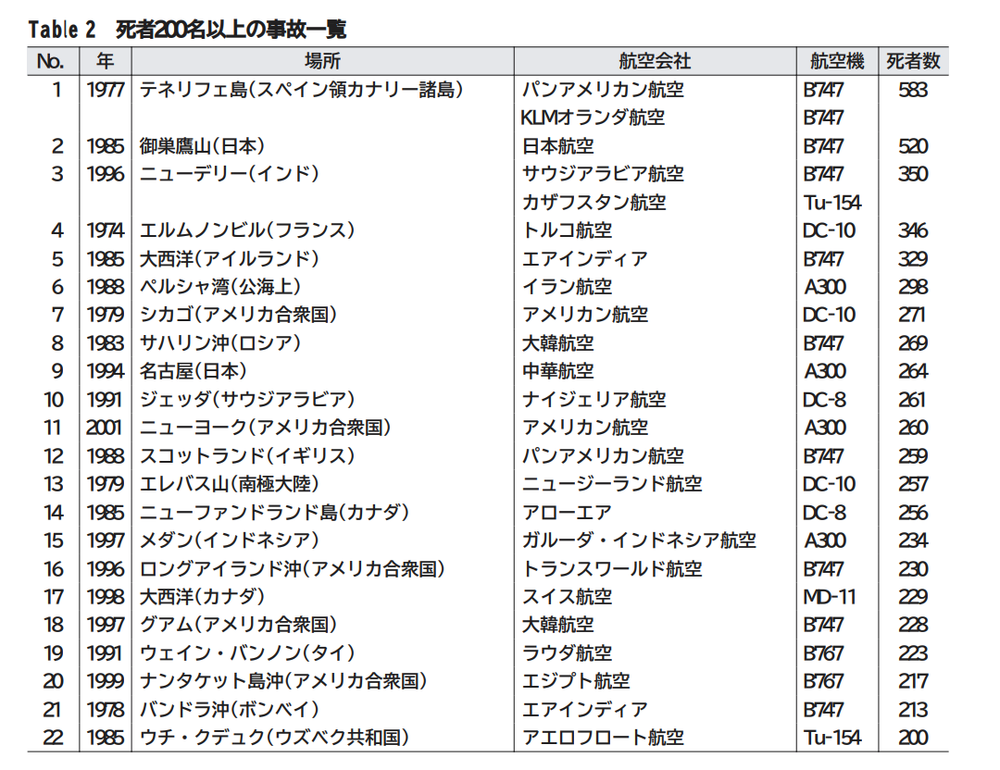 Table 2 死者200名以上の事故一覧
No. 年 場所 航空会社 航空機 死者数
1 1977 テネリフェ島(スペイン領カナリー諸島) パンアメリカン航空 B747 583
KLMオランダ航空 B747
2 1985 御巣鷹山(日本) 日本航空 B747 520
3 1996 ニューデリー(インド) サウジアラビア航空 B747 350
カザフスタン航空 Tu-154
4 1974 エルムノンビル(フランス) トルコ航空 DC-10 346
5 1985 大西洋(アイルランド) エアインディア B747 329
6 1988 ペルシャ湾(公海上) イラン航空 A300 298
7 1979 シカゴ(アメリカ合衆国) アメリカン航空 DC-10 271
8 1983 サハリン沖(ロシア) 大韓航空 B747 269
9 1994 名古屋(日本) 中華航空 A300 264
10 1991 ジェッダ(サウジアラビア) ナイジェリア航空 DC-8 261
11 2001 ニューヨーク(アメリカ合衆国) アメリカン航空 A300 260
12 1988 スコットランド(イギリス) パンアメリカン航空 B747 259
13 1979 エレバス山(南極大陸) ニュージーランド航空 DC-10 257
14 1985 ニューファンドランド島(カナダ) アローエア DC-8 256
15 1997 メダン(インドネシア) ガルーダ・インドネシア航空 A300 234
16 1996 ロングアイランド沖(アメリカ合衆国) トランスワールド航空 B747 230
17 1998 大西洋(カナダ) スイス航空 MD-11 229
18 1997 グアム(アメリカ合衆国) 大韓航空 B747 228
19 1991 ウェイン・バンノン(タイ) ラウダ航空 B767 223
20 1999 ナンタケット島沖(アメリカ合衆国) エジプト航空 B767 217
21 1978 バンドラ沖(ボンベイ) エアインディア B747 213
22 1985 ウチ・クデュク(ウズベク共和国) アエロフロート航空 Tu-154 200